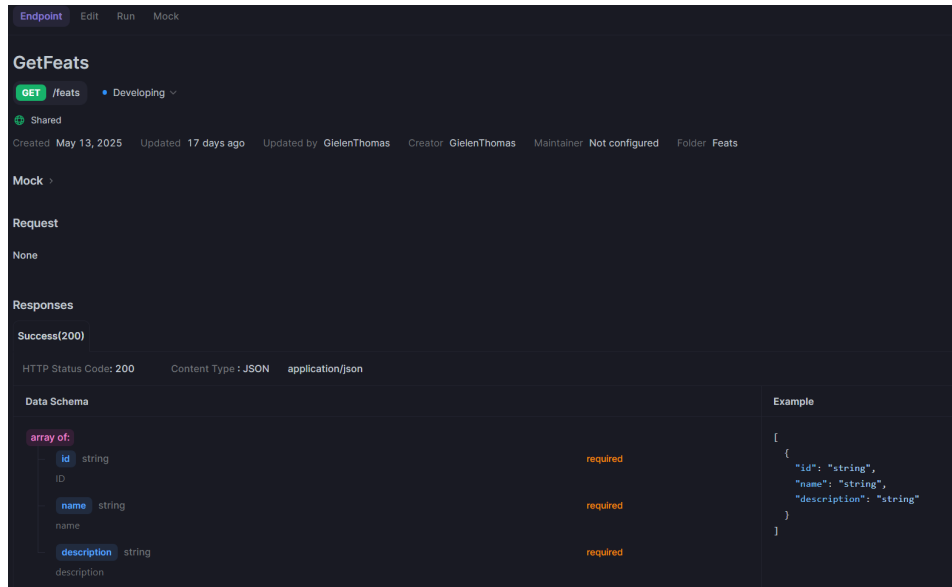 Endpoint Edit Run Mock
GetFeats
GET /feats Developing
Shared
Created May 13, 2025 Updated 17 days ago Updated by GielenThomas Creator GielenThomas Maintainer Not configured Folder Feats
Mock
Request
None
Responses
Success(200)
HTTP Status Code: 200 Content Type : JSON application/json
Data Schema Example
array of: [
{
id string required "id": "string",
ID
"name": "string",
name string required "description": "string"
name
}
]
description string required
description